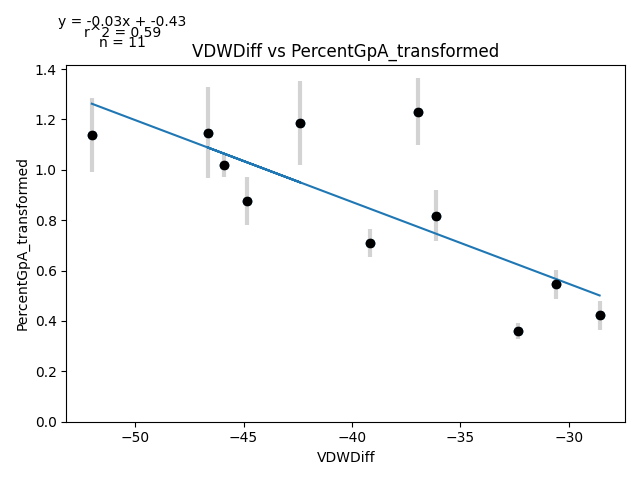 y = -0.03x + -0.43
r^2 = 0.59
n = 11
VDWDiff vs PercentGpA_transformed
1.4
1.2
1.0
0.8
0.6
0.4
0.2
0.0
PercentGpA_transformed
−50
−45
−40
−35
−30
VDWDiff